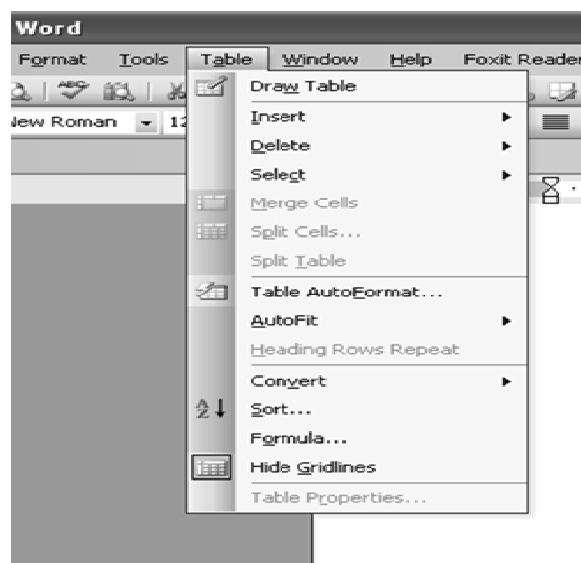 Word
Format Tools Table Window Help Foxit Reader
New Roman 12
Draw Table
Insert
Delete
Select
Merge Cells
Split Cells...
Split Table
Table AutoFormat...
AutoFit
Heading Rows Repeat
Convert
Sort...
Formula...
Hide Gridlines
Table Properties...